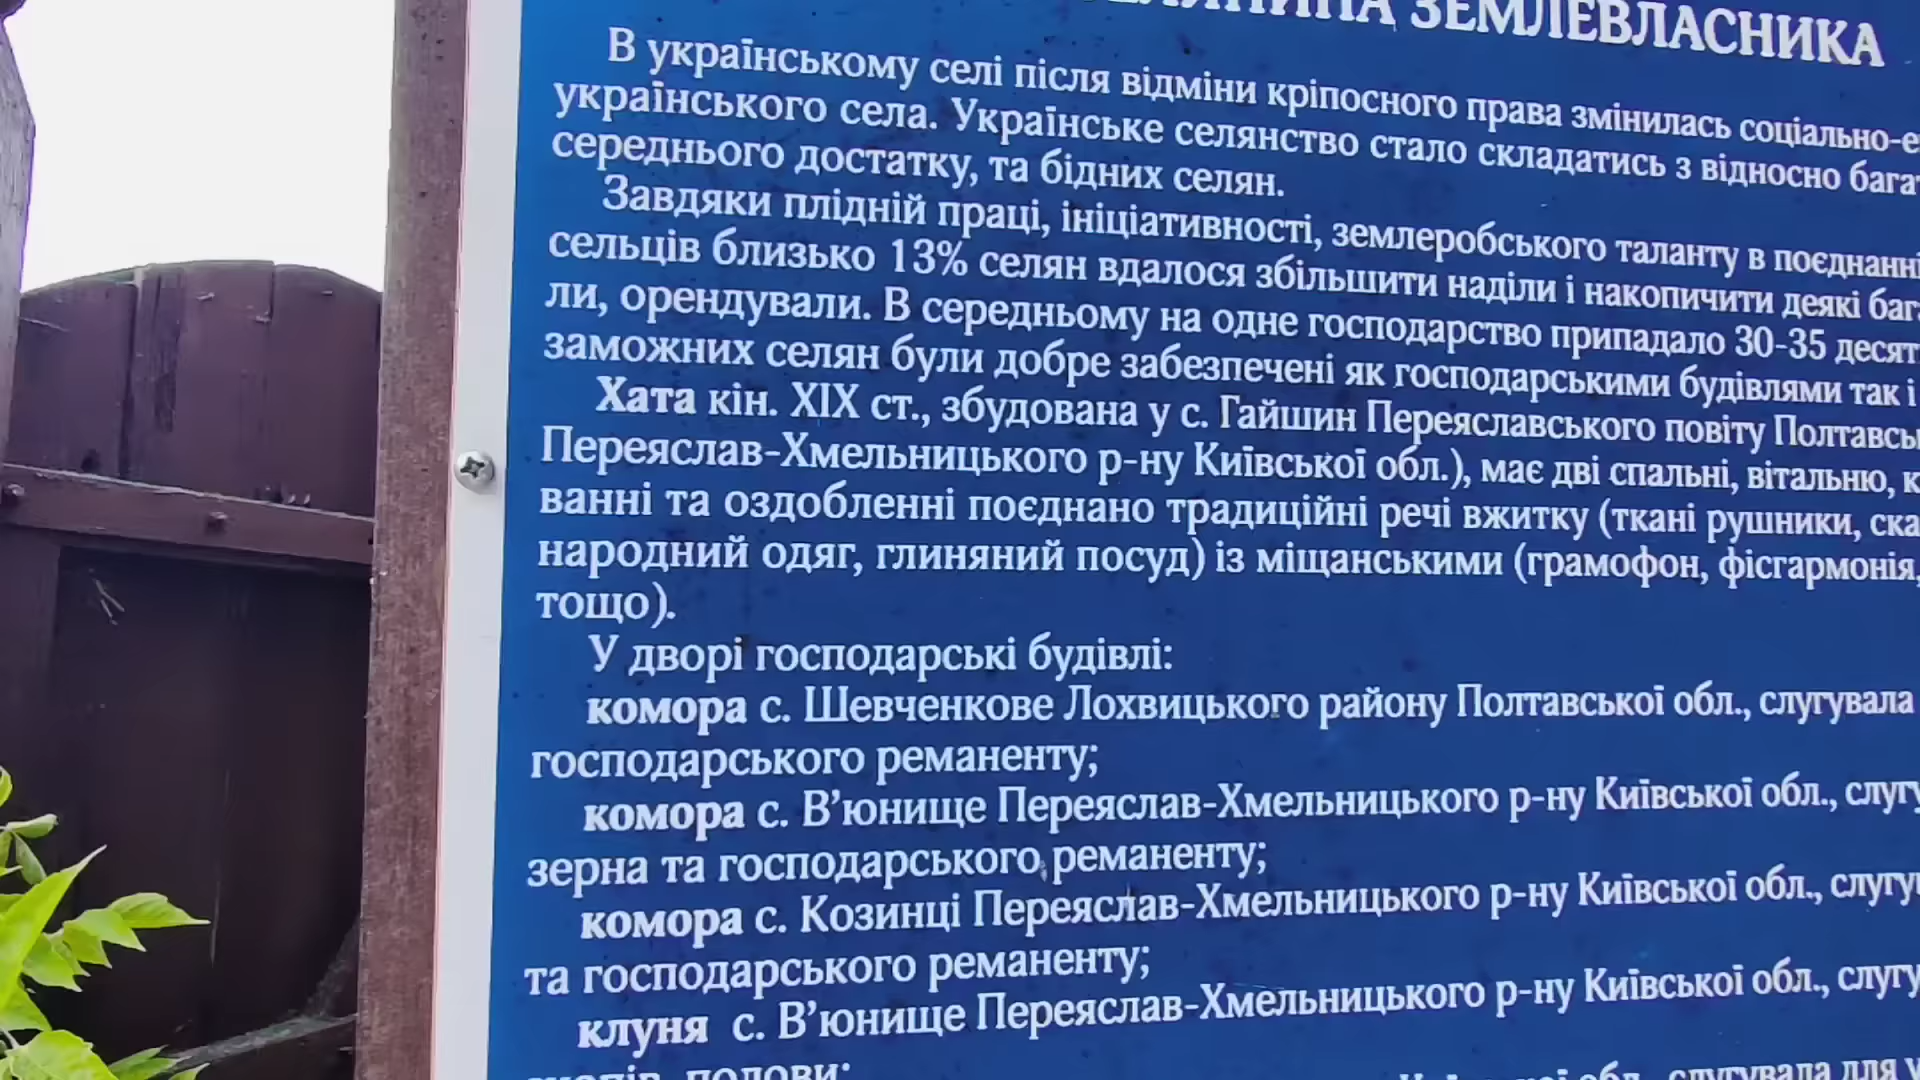 ЗЕМЛЕВЛАСНИКА
В українському селі після відміни кріпосного права змінилась соціально-е
українського села. Українське селянство стало складатись з відносно бага
середнього достатку, та бідних селян.
Завдяки плідній праці, ініціативності, землеробського таланту в поєднанні
сельців близько 13% селян вдалося збільшити наділи і накопичити деякі баг
ли, орендували. В середньому на одне господарство припадало 30-35 десят
заможних селян були добре забезпечені як господарськими будівлями так і
Хата кін. XIX ст., збудована у с. Гайшин Переяславського повіту Полтавсь
Переяслав-Хмельницького р-ну Київської обл.), має дві спальні, вітальню, к
ванні та оздобленні поєднано традиційні речі вжитку (ткані рушники, ска
народний одяг, глиняний посуд) із міщанськими (грамофон, фісгармонія,
тощо).
У дворі господарські будівлі:
комора с. Шевченкове Лохвицького району Полтавської обл., слугувала
господарського реманенту;
комора с. В’юнище Переяслав-Хмельницького р-ну Київської обл., слугу
зерна та господарського реманенту;
комора с. Козинці Переяслав-Хмельницького р-ну Київської обл., слугу
та господарського реманенту;
клуня с. В’юнище Переяслав-Хмельницького р-ну Київської обл., слугу
полови;
обл., слугувала для